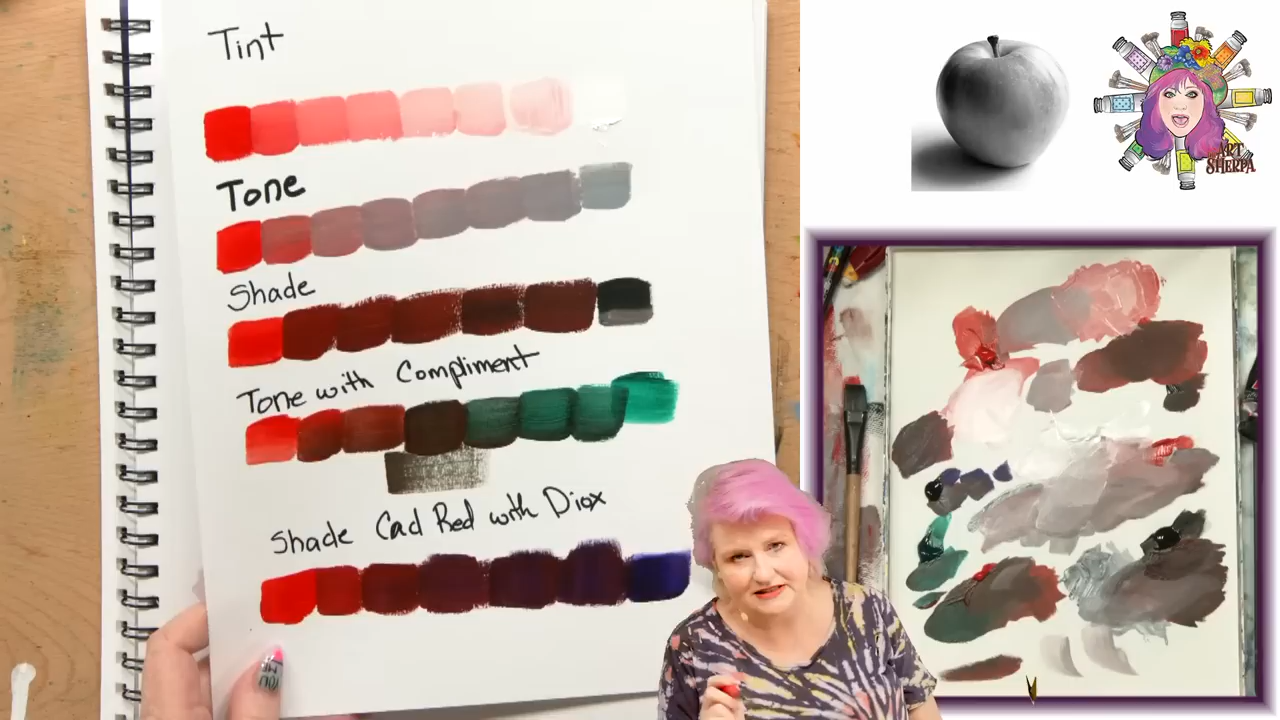 Tint
Tone
Shade
Tone with Compliment
Shade Cad Red with Diox
ART
SHERPA